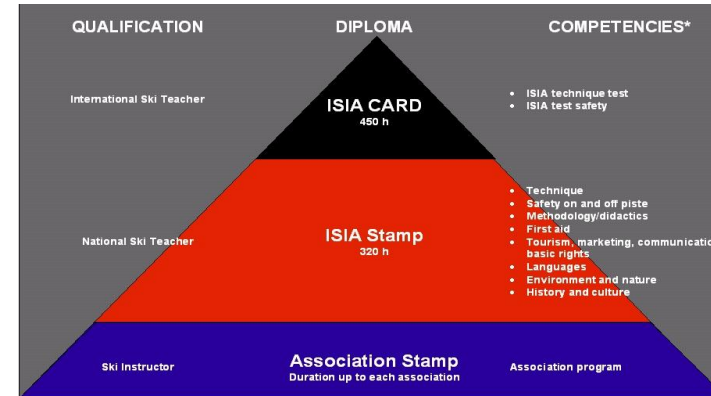 QUALIFICATION DIPLOMA COMPETENCIES*
International Ski Teacher
ISIA CARD
450 h
• ISIA technique test
• ISIA test safety
National Ski Teacher
ISIA Stamp
320 h
• Technique
• Safety on and off piste
• Methodology/didactics
• First aid
• Tourism, marketing, communicatio
basic rights
• Languages
• Environment and nature
• History and culture
Ski Instructor
Association Stamp
Duration up to each association
Association program